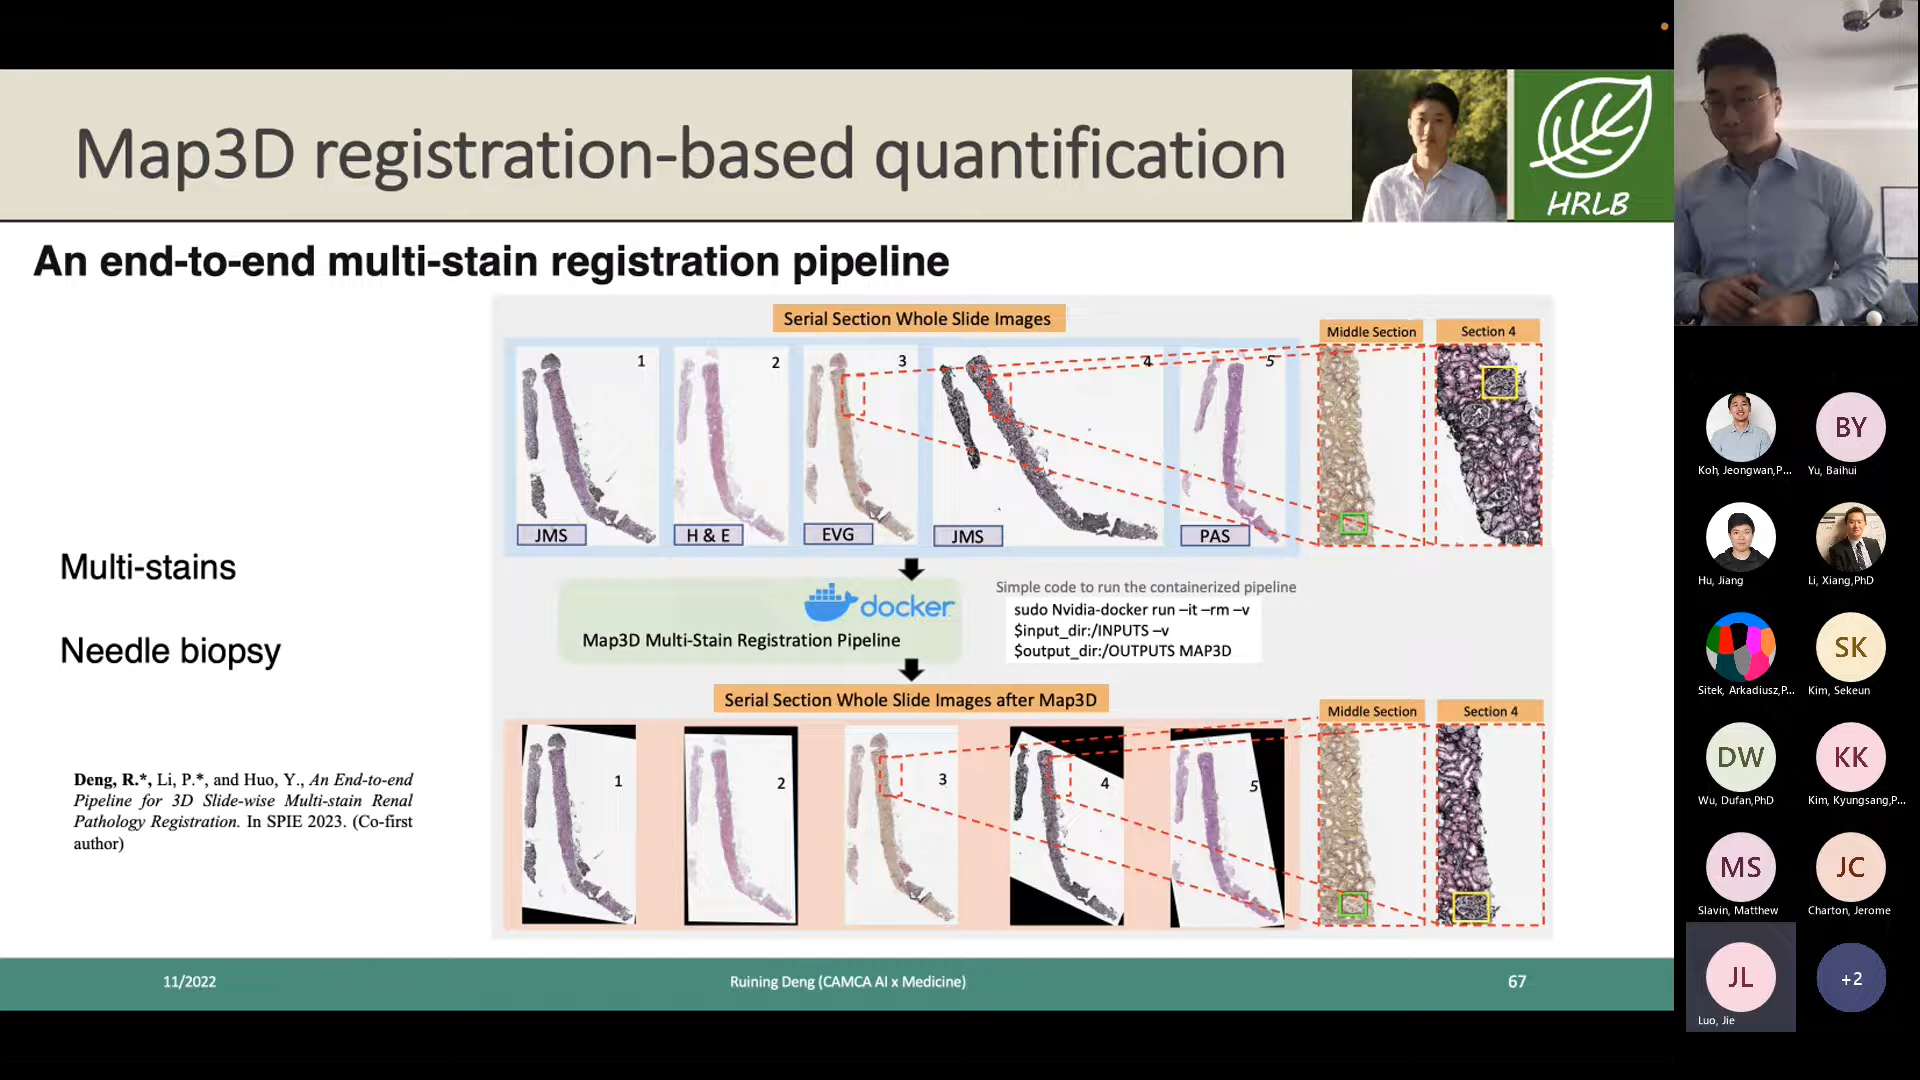 Map3D registration-based quantification
HRLB
An end-to-end multi-stain registration pipeline
Serial Section Whole Slide Images
Middle Section
Section 4
1
2
3
4
5
JMS
H & E
EVG
JMS
PAS
Multi-stains
Needle biopsy
docker
Map3D Multi-Stain Registration Pipeline
Simple code to run the containerized pipeline
sudo Nvidia-docker run –it –rm –v
$input_dir:/INPUTS –v
$output_dir:/OUTPUTS MAP3D
Serial Section Whole Slide Images after Map3D
Middle Section
Section 4
1
2
3
4
5
Deng, R.*, Li, P.*, and Huo, Y., An End-to-end
Pipeline for 3D Slide-wise Multi-stain Renal
Pathology Registration. In SPIE 2023. (Co-first
author)
11/2022
Ruining Deng (CAMCA AI x Medicine)
67
Koh, Jeongwan,P...
BY
Yu, Baihui
Hu, Jiang
Li, Xiang,PhD
Sitek, Arkadiusz,P...
SK
Kim, Sekeun
DW
Wu, Dufan,PhD
KK
Kim, Kyungsang,P...
MS
Slavin, Matthew
JC
Charton, Jerome
JL
Luo, Jie
+2